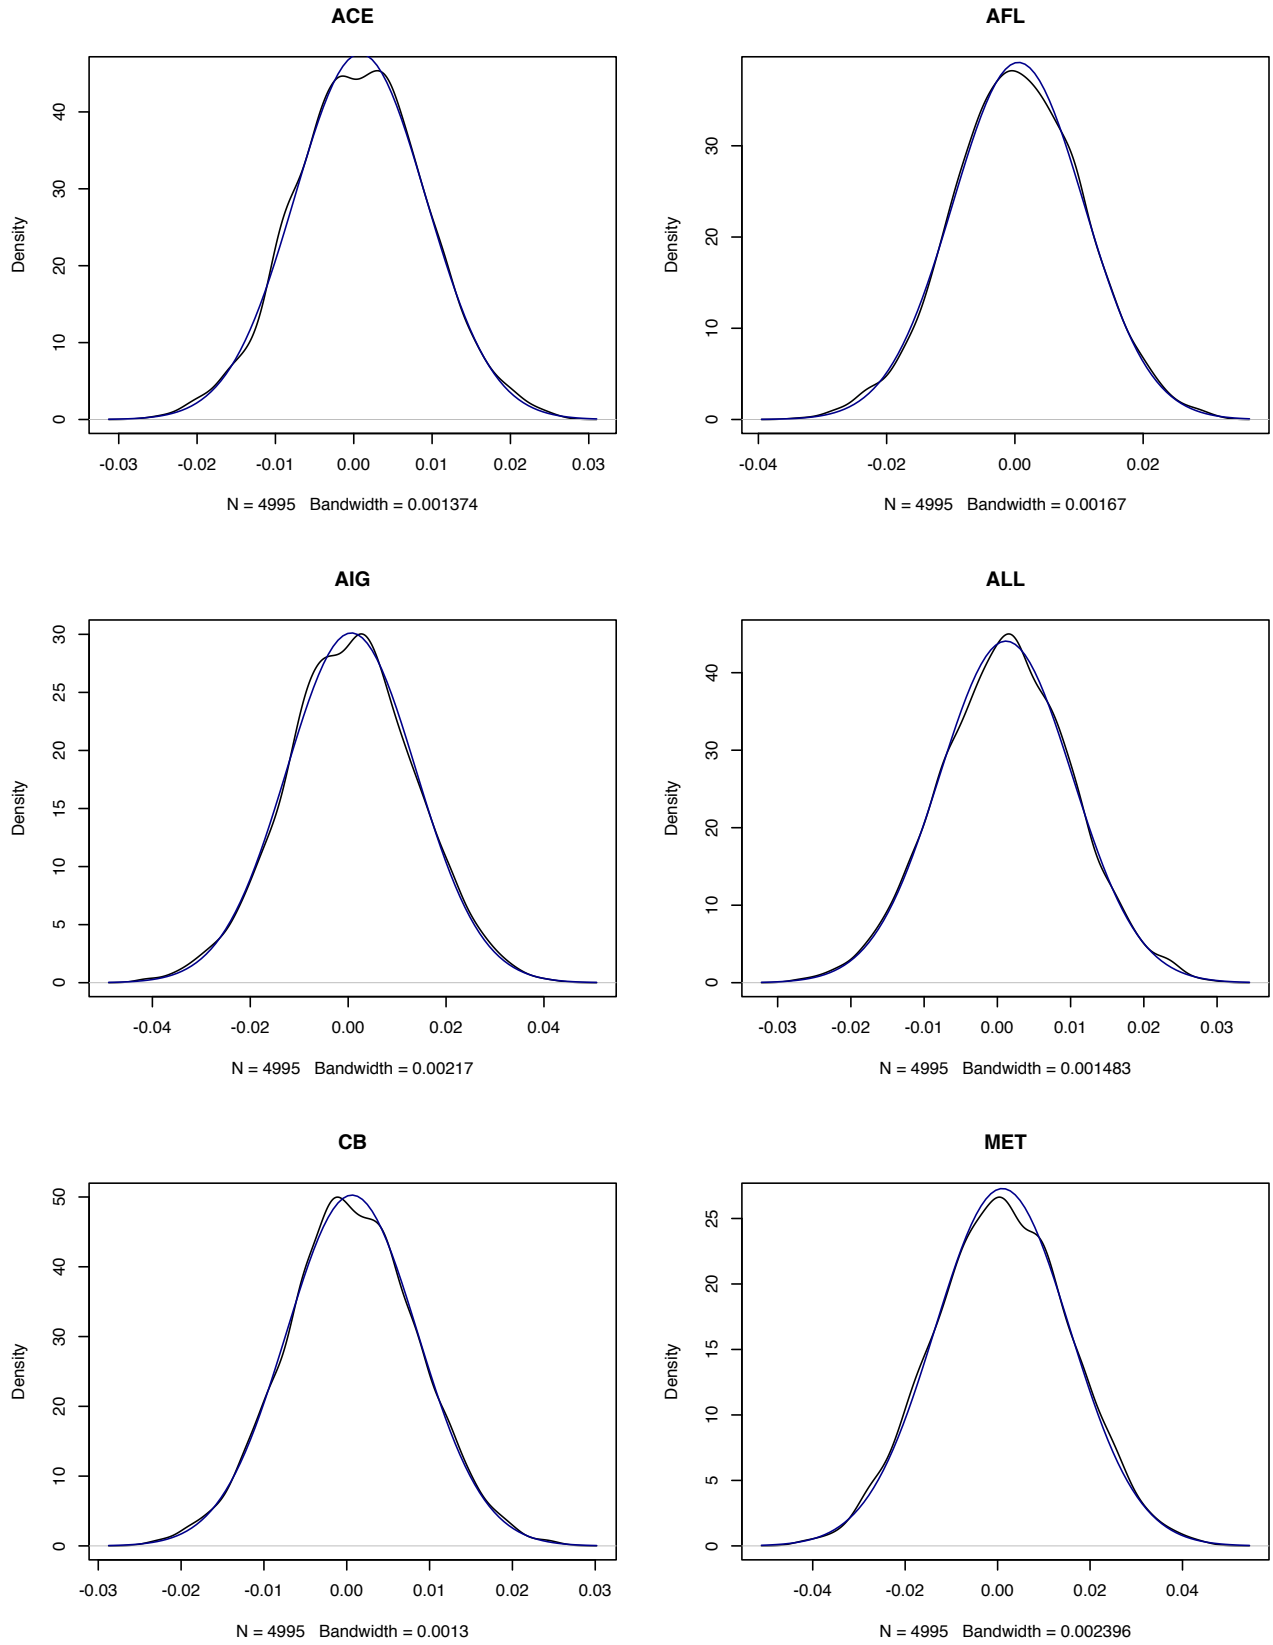 ACE
Density
0 10 20 30 40
-0.03 -0.02 -0.01 0.00 0.01 0.02 0.03
N = 4995 Bandwidth = 0.001374
AFL
Density
0 10 20 30
-0.04 -0.02 0.00 0.02
N = 4995 Bandwidth = 0.00167
AIG
Density
0 5 10 15 20 25 30
-0.04 -0.02 0.00 0.02 0.04
N = 4995 Bandwidth = 0.00217
ALL
Density
0 10 20 30 40
-0.03 -0.02 -0.01 0.00 0.01 0.02 0.03
N = 4995 Bandwidth = 0.001483
CB
Density
0 10 20 30 40 50
-0.03 -0.02 -0.01 0.00 0.01 0.02 0.03
N = 4995 Bandwidth = 0.0013
MET
Density
0 5 10 15 20 25
-0.04 -0.02 0.00 0.02 0.04
N = 4995 Bandwidth = 0.002396